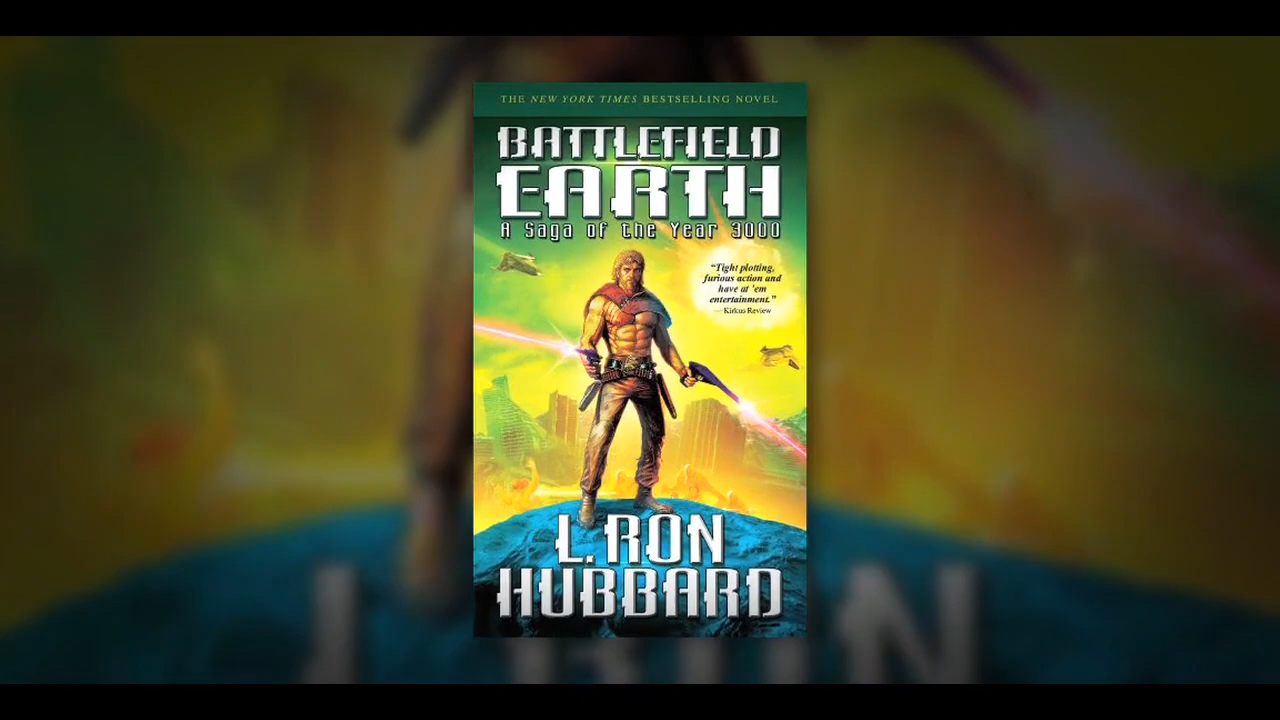 THE NEW YORK TIMES BESTSELLING NOVEL
BATTLEFIELD
EARTH
A Saga of the Year 3000
“Tight plotting,
furious action and
have at 'em
entertainment.”
— Kirkus Review
L. RON
HUBBARD